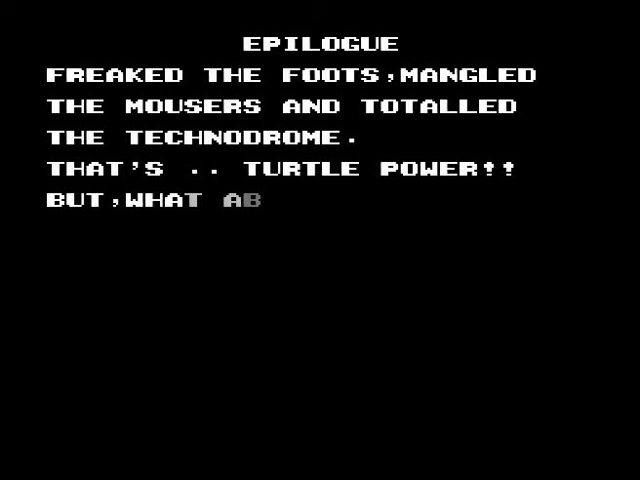 EPILOGUE
FREAKED THE FOOTS,MANGLED
THE MOUSERS AND TOTALLED
THE TECHNODROME.
THAT'S .. TURTLE POWER!!
BUT,WHAT AB